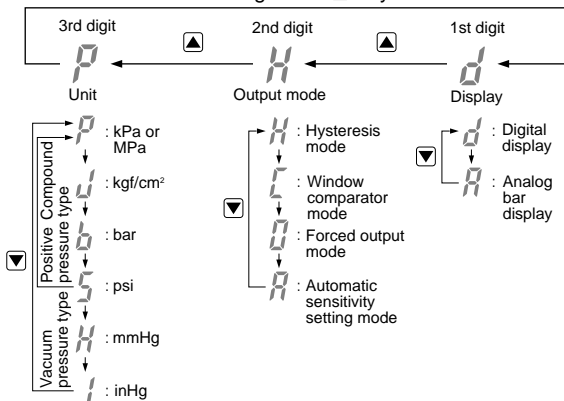 3rd digit
2nd digit
1st digit
P
H
d
Unit
Output mode
Display
P : kPa or
MPa
J : kgf/cm²
b : bar
5 : psi
H : mmHg
I : inHg
Positive Compound
pressure type
Vacuum
pressure type
H : Hysteresis
mode
C : Window
comparator
mode
0 : Forced output
mode
A : Automatic
sensitivity
setting mode
d : Digital
display
A : Analog
bar
display